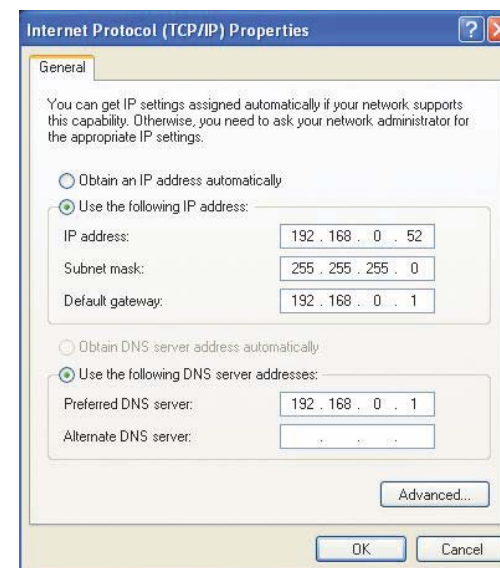 Internet Protocol (TCP/IP) Properties
General
You can get IP settings assigned automatically if your network supports
this capability. Otherwise, you need to ask your network administrator for
the appropriate IP settings.
Obtain an IP address automatically
Use the following IP address:
IP address: 192 . 168 . 0 . 52
Subnet mask: 255 . 255 . 255 . 0
Default gateway: 192 . 168 . 0 . 1
Obtain DNS server address automatically
Use the following DNS server addresses:
Preferred DNS server: 192 . 168 . 0 . 1
Alternate DNS server: . . .
Advanced...
OK Cancel